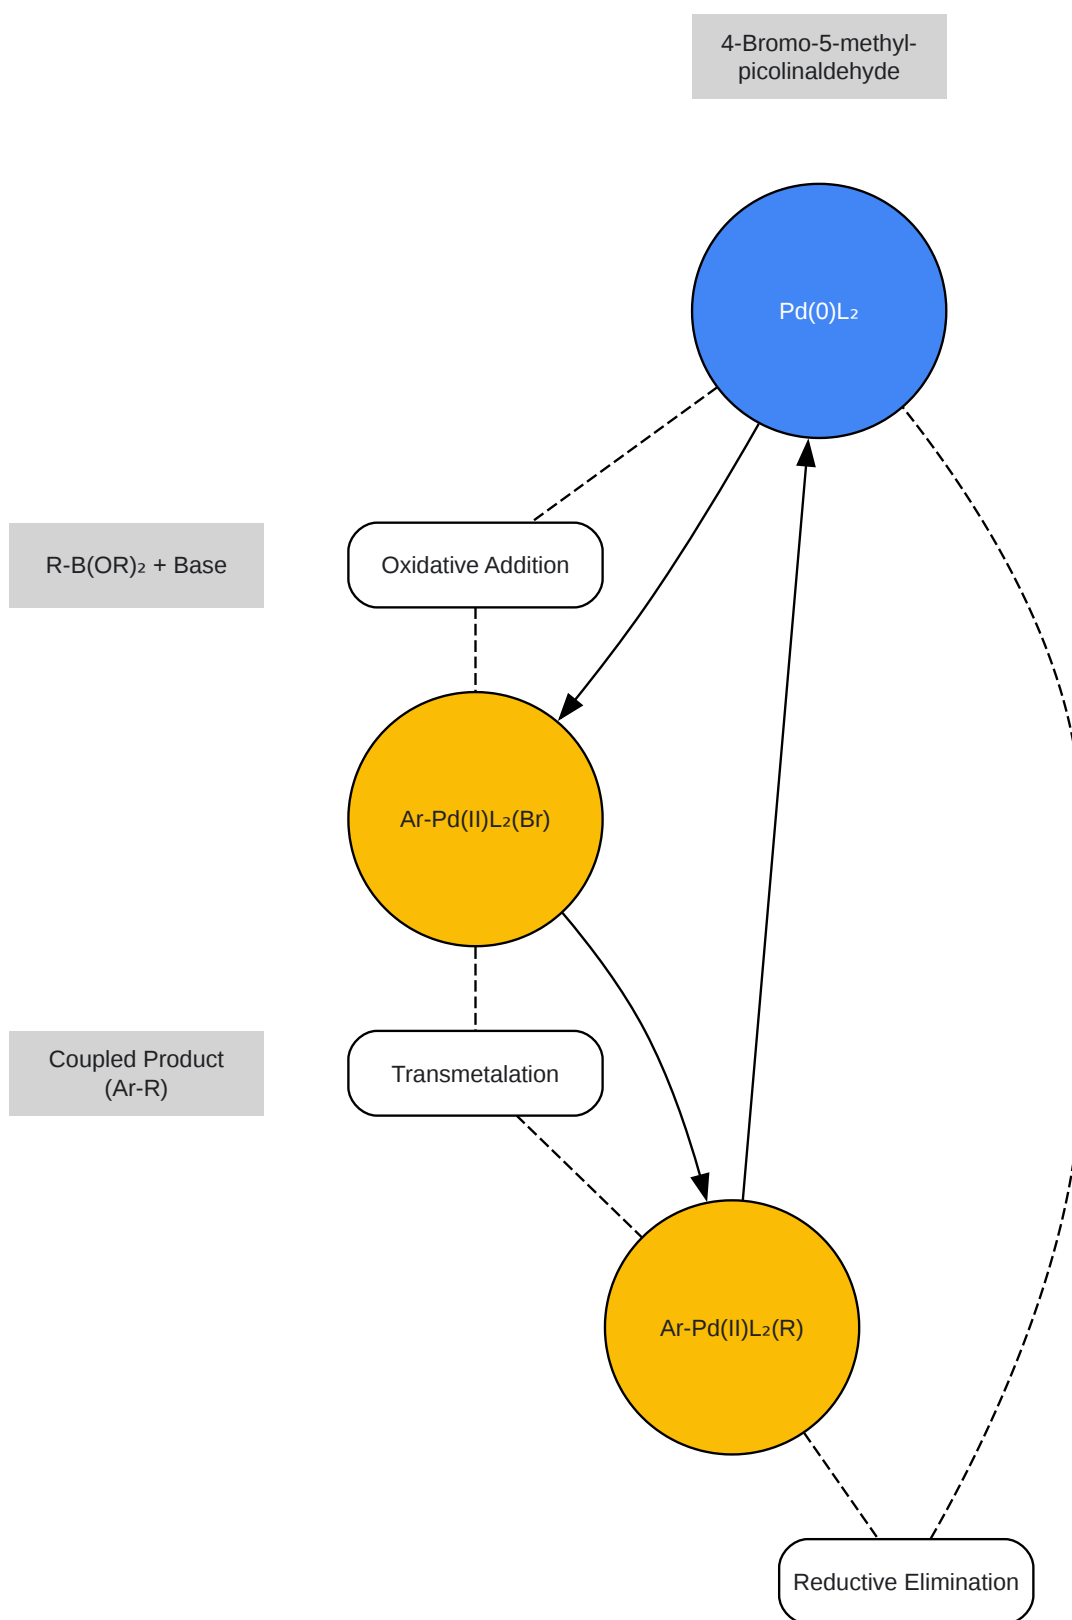 4-Bromo-5-methyl-
picolinaldehyde
Pd(0)L₂
R-B(OR)₂ + Base
Oxidative Addition
Ar-Pd(II)L₂(Br)
Coupled Product
(Ar-R)
Transmetalation
Ar-Pd(II)L₂(R)
Reductive Elimination